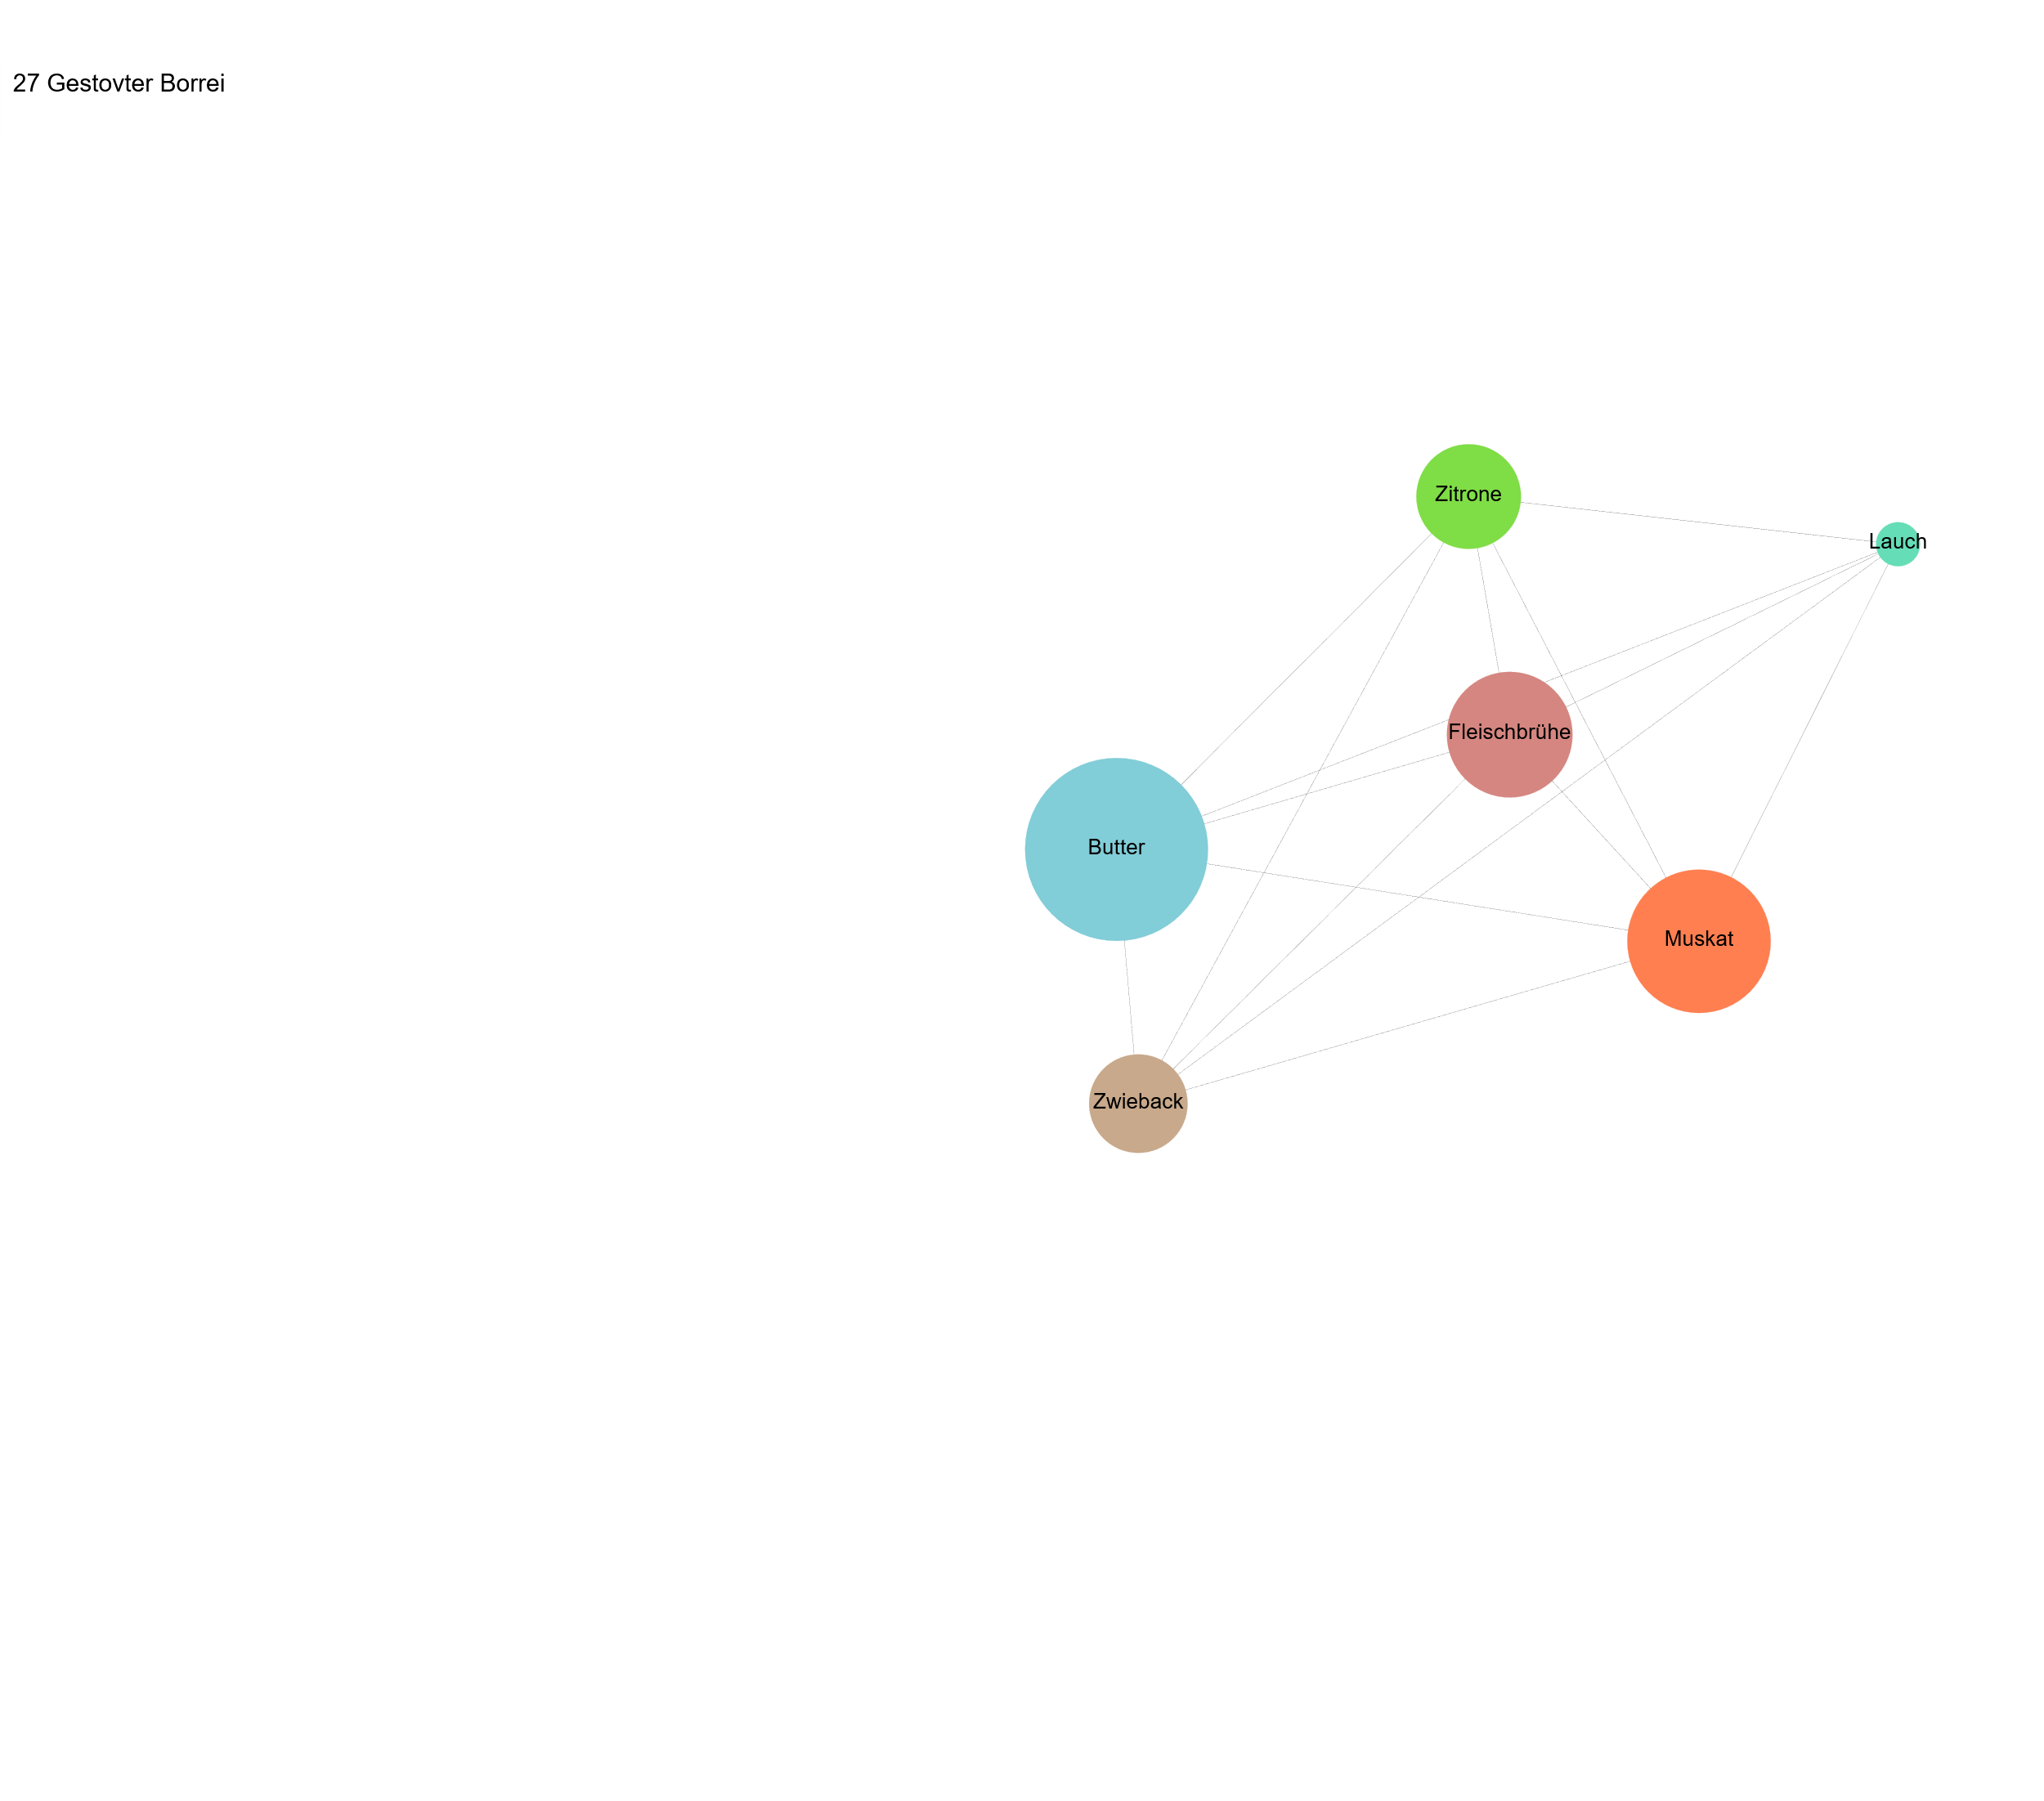 27 Gestovter Borrei
Zitrone
Lauch
Fleischbrühe
Butter
Muskat
Zwieback